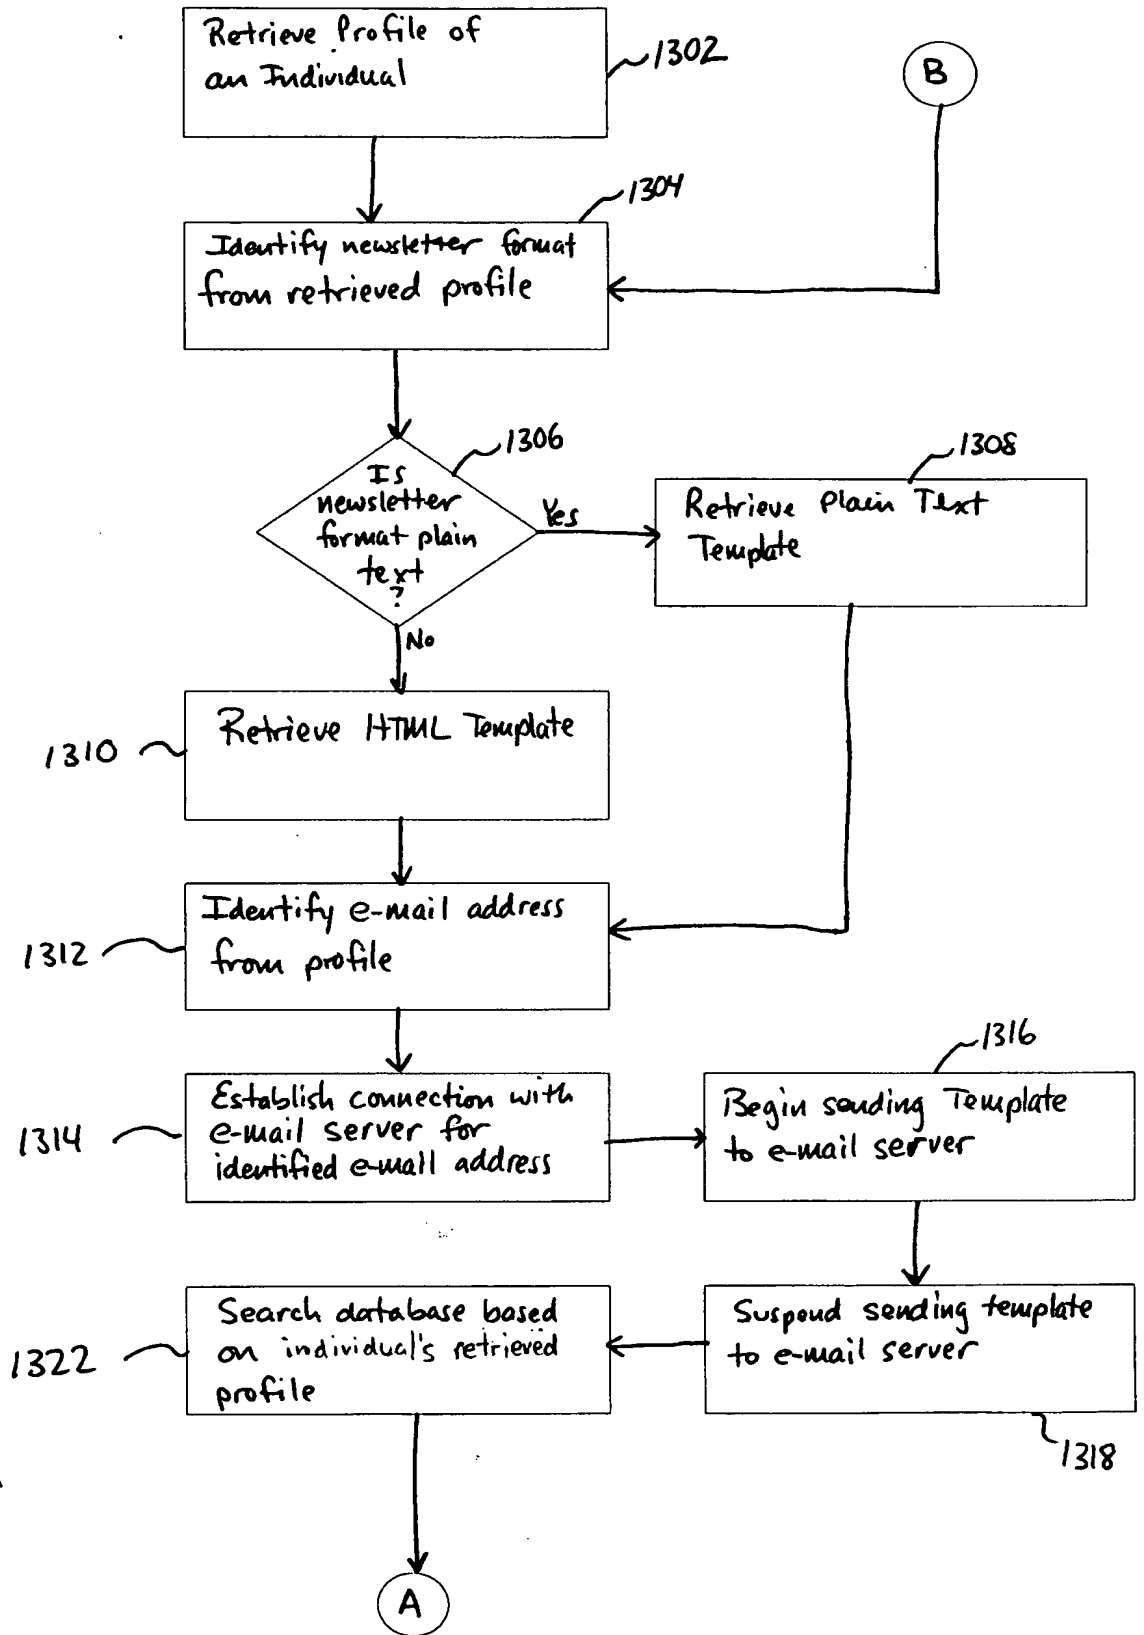 Retrieve Profile of
an Individual
1302
B
1304
Identify newsletter format
from retrieved profile
1306
Is
newsletter
format plain
text
?
Yes
1308
Retrieve Plain Text
Template
No
1310
Retrieve HTML Template
1312
Identify e-mail address
from profile
1314
Establish connection with
e-mail server for
identified e-mail address
1316
Begin sending Template
to e-mail server
1322
Search database based
on individual's retrieved
profile
Suspend sending template
to e-mail server
1318
A